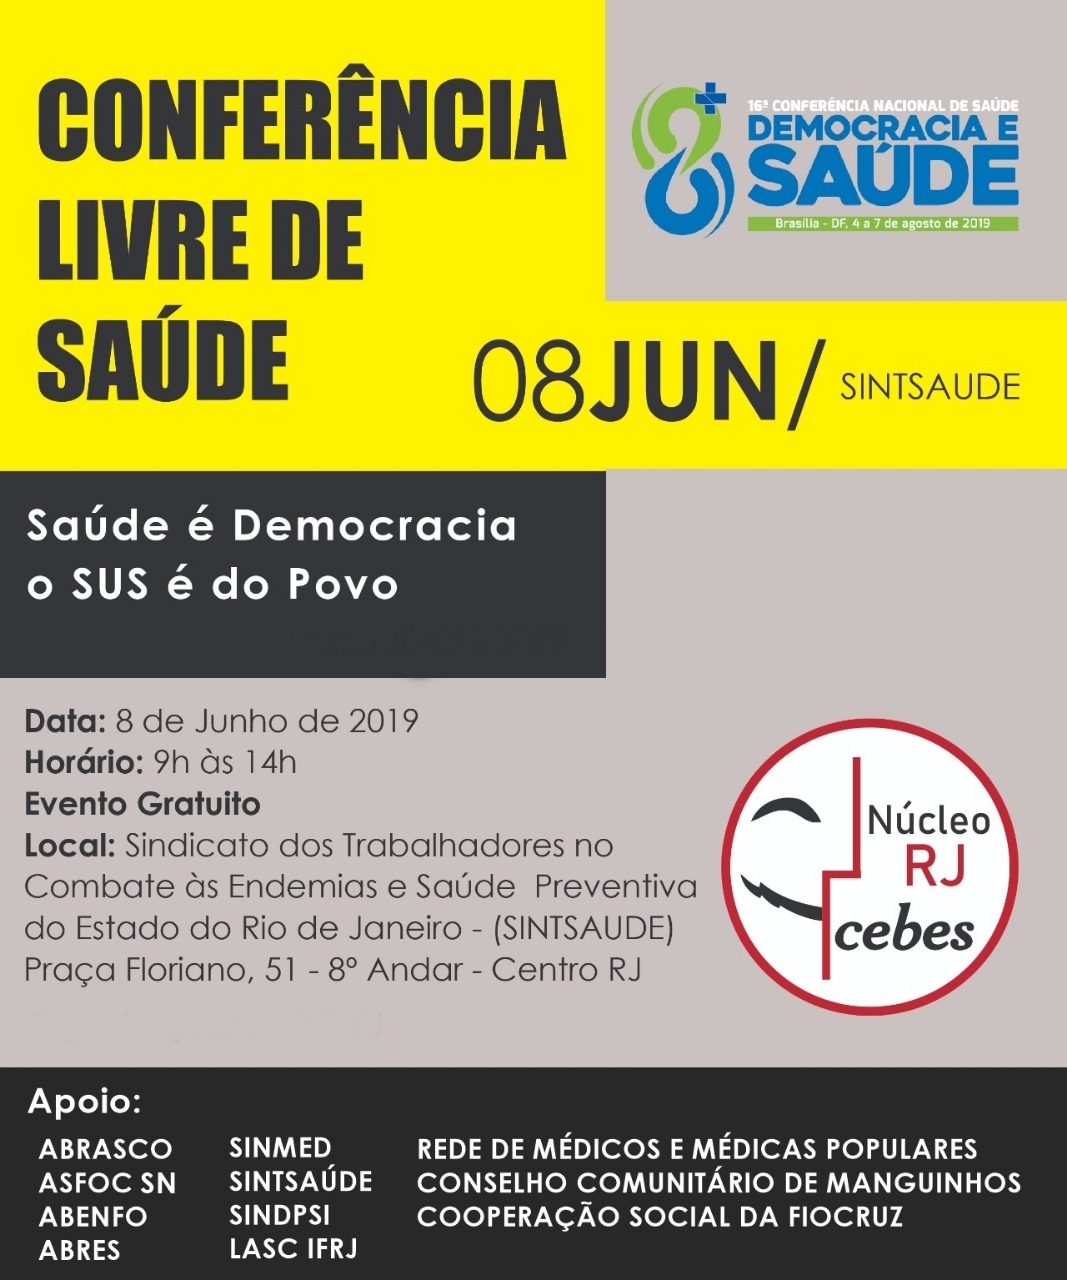 CONFERÊNCIA
LIVRE DE
SAÚDE
16ª CONFERÊNCIA NACIONAL DE SAÚDE
DEMOCRACIA E
SAÚDE
Brasília - DF, 4 a 7 de agosto de 2019
08JUN/ SINTSAUDE
Saúde é Democracia
o SUS é do Povo
Data: 8 de Junho de 2019
Horário: 9h às 14h
Evento Gratuito
Local: Sindicato dos Trabalhadores no
Combate às Endemias e Saúde Preventiva
do Estado do Rio de Janeiro - (SINTSAUDE)
Praça Floriano, 51 - 8º Andar - Centro RJ
Núcleo
RJ
cebes
Apoio:
ABRASCO
ASFOC SN
ABENFO
ABRES
SINMED
SINTSAÚDE
SINDPSI
LASC IFRJ
REDE DE MÉDICOS E MÉDICAS POPULARES
CONSELHO COMUNITÁRIO DE MANGUINHOS
COOPERAÇÃO SOCIAL DA FIOCRUZ